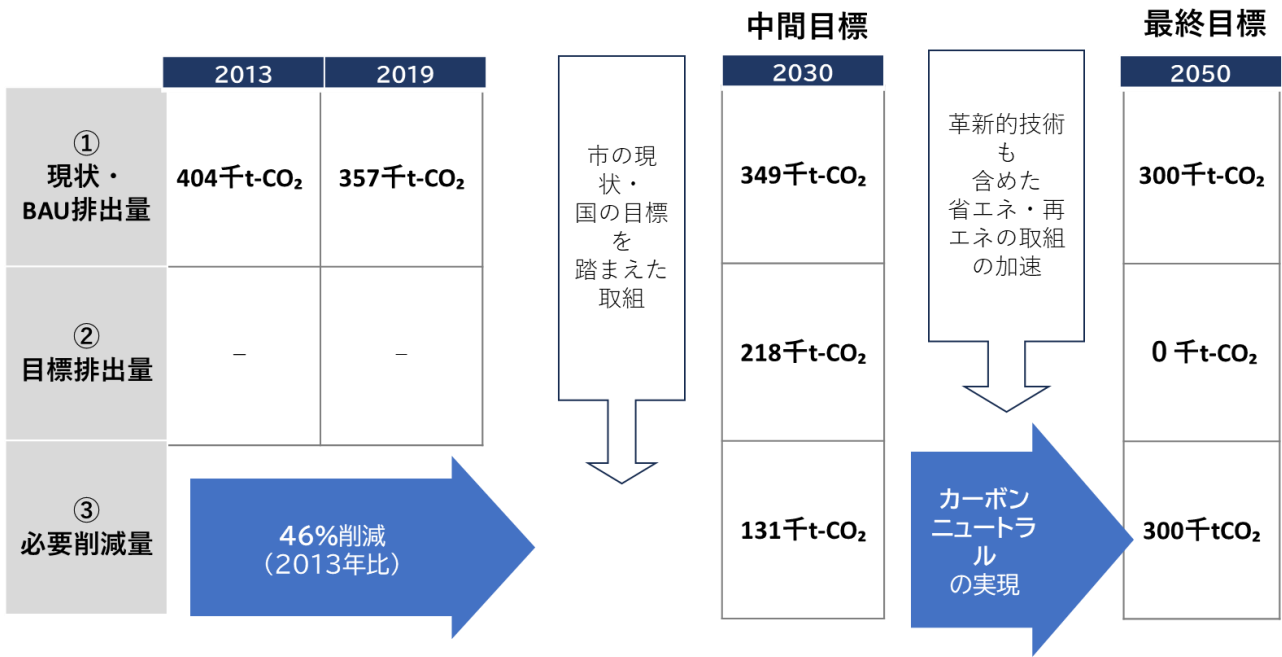 中間目標
最終目標
2013
2019
2030
2050
①
現状・
BAU排出量
404千t-CO₂
357千t-CO₂
市の現
状・
国の目標
を
踏まえた
取組
349千t-CO₂
革新的技術
も
含めた
省エネ・再
エネの取組
の加速
300千t-CO₂
②
目標排出量
–
–
218千t-CO₂
0 千t-CO₂
③
必要削減量
46%削減
（2013年比）
131千t-CO₂
カーボン
ニュートラ
ル
の実現
300千tCO₂